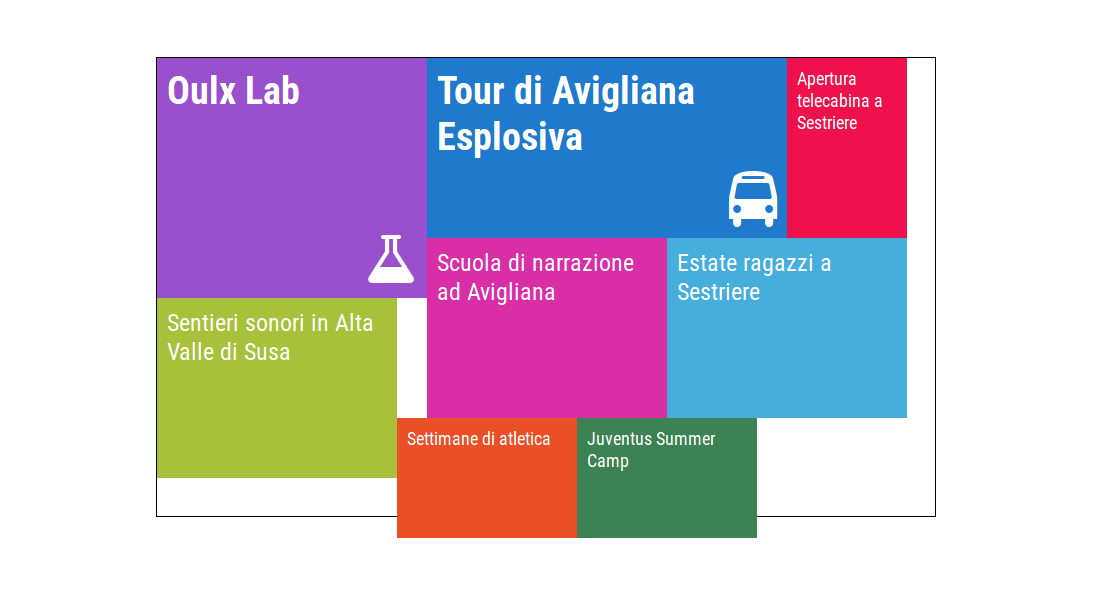 Oulx Lab
Tour di Avigliana
Esplosiva
Apertura
telecabina a
Sestriere
Scuola di narrazione
ad Avigliana
Estate ragazzi a
Sestriere
Sentieri sonori in Alta
Valle di Susa
Settimane di atletica
Juventus Summer
Camp